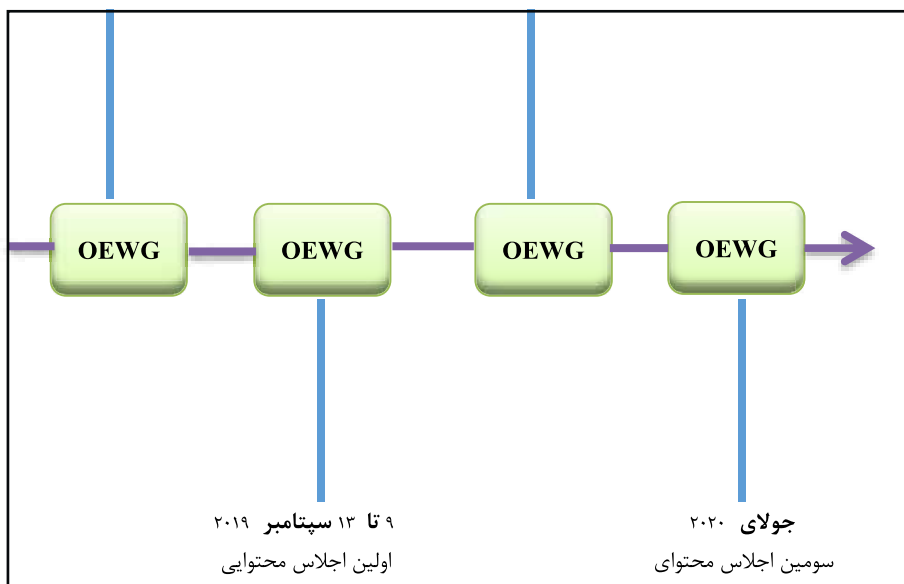 OEWG
OEWG
OEWG
OEWG
۹ تا ۱۳ سپتامبر ۲۰۱۹
اولین اجلاس محتوایی
جولای ۲۰۲۰
سومین اجلاس محتوای